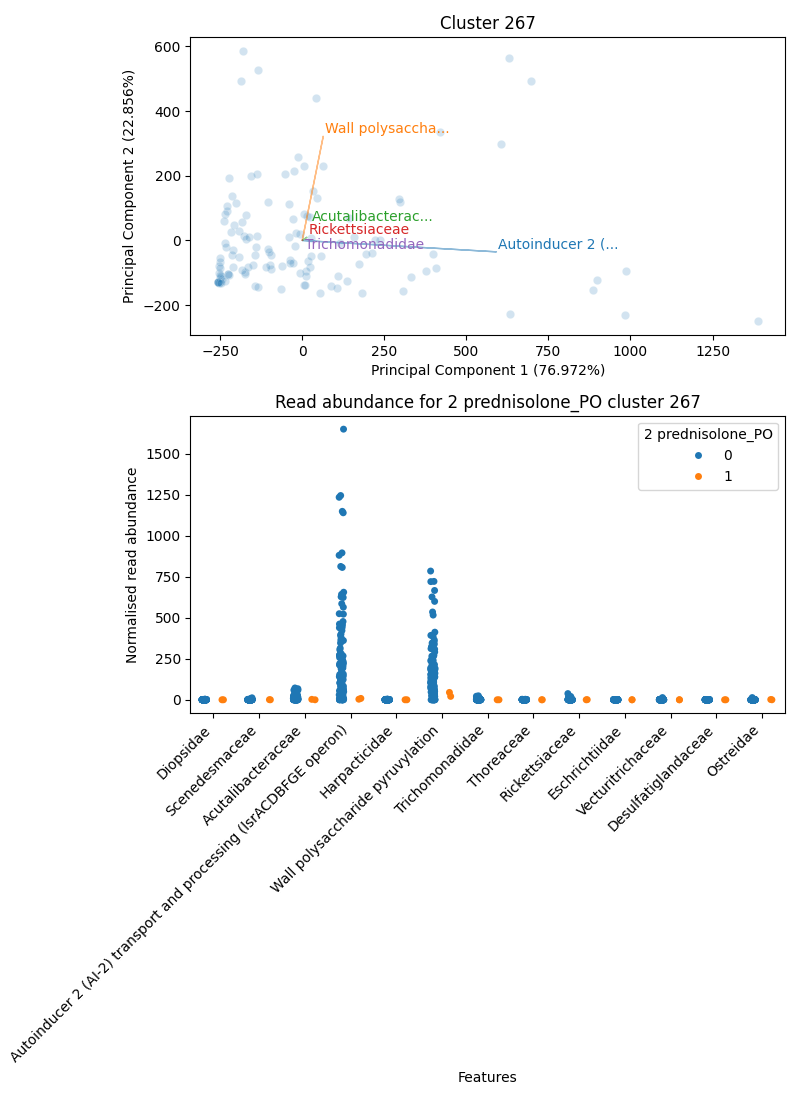 Cluster 267
Principal Component 2 (22.856%)
600
400
200
0
−200
Wall polysaccha...
Acutalibacterac...
Rickettsiaceae
Trichomonadidae
Autoinducer 2 (...
−250
0
250
500
750
1000
1250
Principal Component 1 (76.972%)
Read abundance for 2 prednisolone_PO cluster 267
Normalised read abundance
1500
1250
1000
750
500
250
0
2 prednisolone_PO
0
1
Diopsidae
Scenedesmaceae
Acutalibacteraceae
Autoinducer 2 (AI-2) transport and processing (lsrACDBFGE operon)
Harpacticidae
Wall polysaccharide pyruvylation
Trichomonadidae
Thoreaceae
Rickettsiaceae
Eschrichtiidae
Vecturitrichaceae
Desulfatiglandaceae
Ostreidae
Features